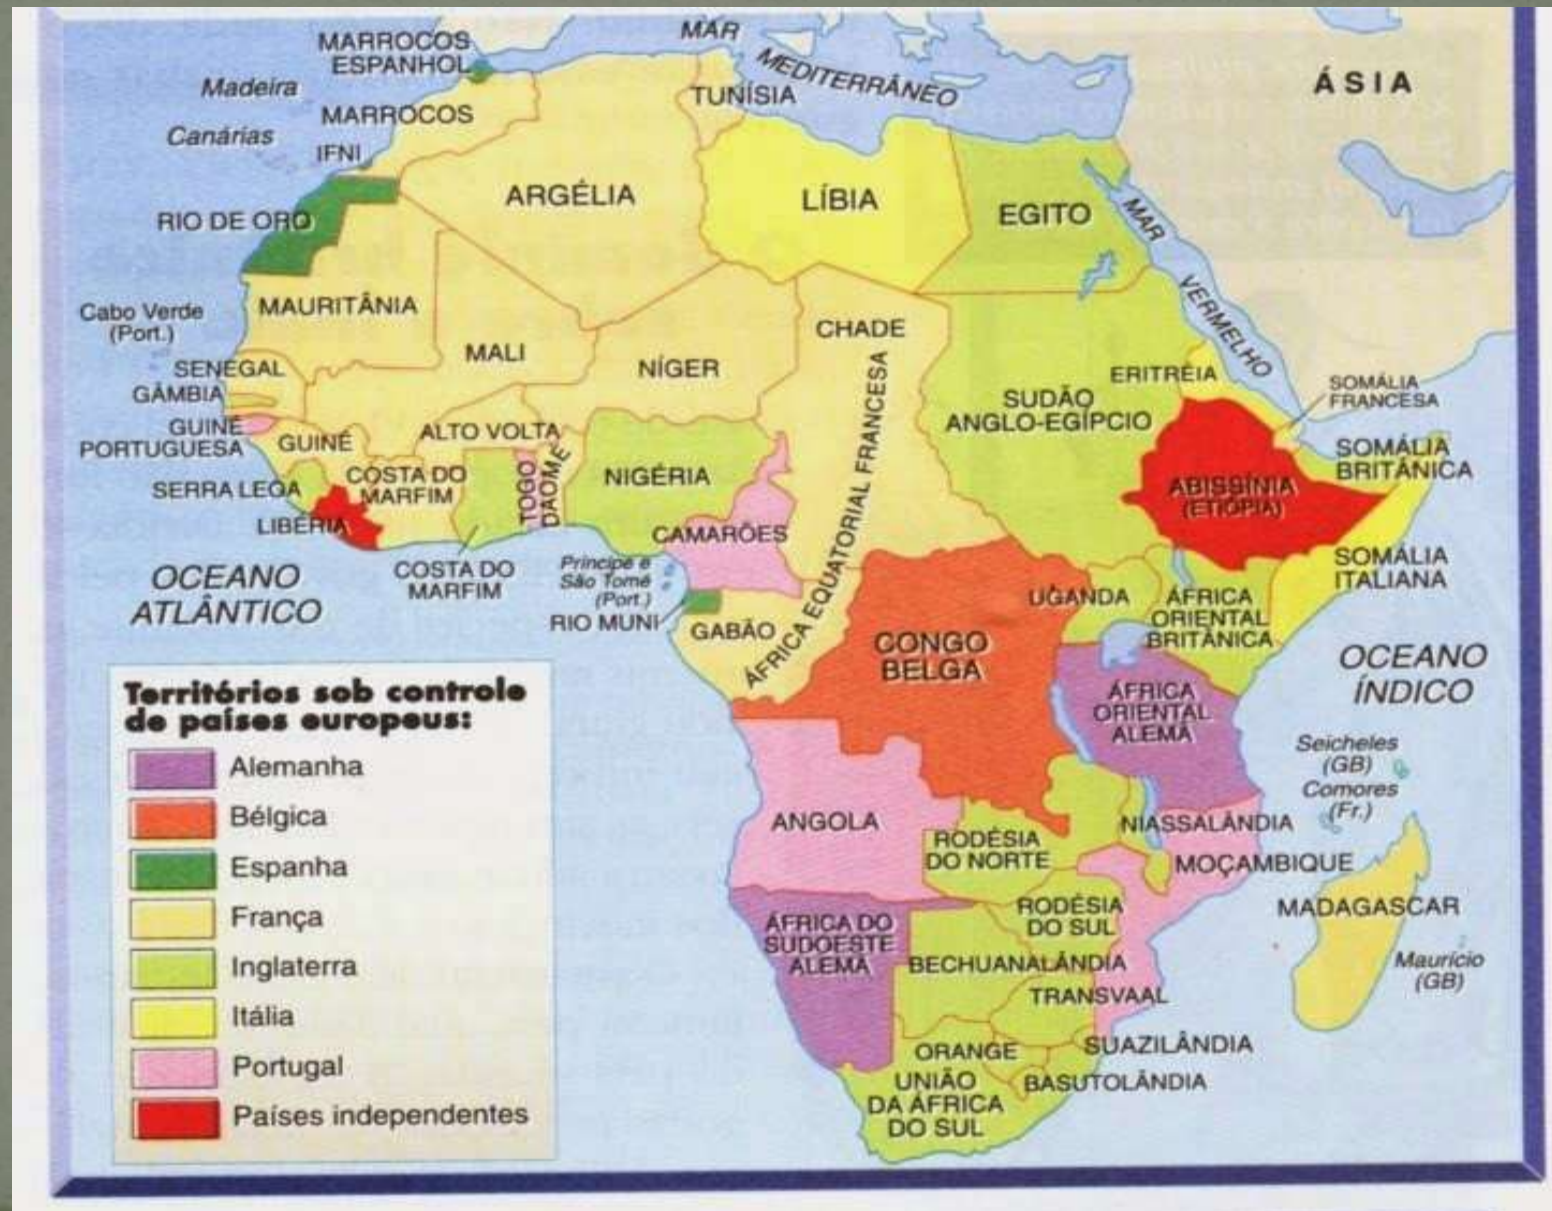 MARROCOS
ESPANHOL
MAR
MEDITERRÂNEO
ÁSIA
Madeira
MARROCOS
TUNÍSIA
Canárias
IFNI
ARGÉLIA
LÍBIA
EGITO
RIO DE ORO
MAR
VERMELHO
Cabo Verde
(Port.)
MAURITÂNIA
CHADE
MALI
NÍGER
SENEGAL
GÂMBIA
GUINÉ
PORTUGUESA
GUINÉ
ALTO VOLTA
ERITRÉIA
SOMÁLIA
FRANCESA
SUDÃO
ANGLO-EGÍPCIO
SOMÁLIA
BRITÂNICA
SERRA LEOA
COSTA DO
MARFIM
TOGO
DAOMÉ
NIGÉRIA
ÁFRICA EQUATORIAL FRANCESA
ABISSÍNIA
(ETIÓPIA)
LIBÉRIA
CAMARÕES
OCEANO
ATLÂNTICO
COSTA DO
MARFIM
Príncipe e
São Tomé
(Port.)
RIO MUNI
GABÃO
SOMÁLIA
ITALIANA
UGANDA
ÁFRICA
ORIENTAL
BRITÂNICA
CONGO
BELGA
OCEANO
ÍNDICO
ÁFRICA
ORIENTAL
ALEMÃ
Seicheles
(GB)
Comores
(Fr.)
ANGOLA
NIASSALÂNDIA
RODÉSIA
DO NORTE
MOÇAMBIQUE
RODÉSIA
DO SUL
MADAGASCAR
ÁFRICA DO
SUDOESTE
ALEMÃ
BECHUANALÂNDIA
Maurício
(GB)
TRANSVAAL
ORANGE
SUAZILÂNDIA
UNIÃO
DA ÁFRICA
DO SUL
BASUTOLÂNDIA
Territórios sob controle
de países europeus:
Alemanha
Bélgica
Espanha
França
Inglaterra
Itália
Portugal
Países independentes